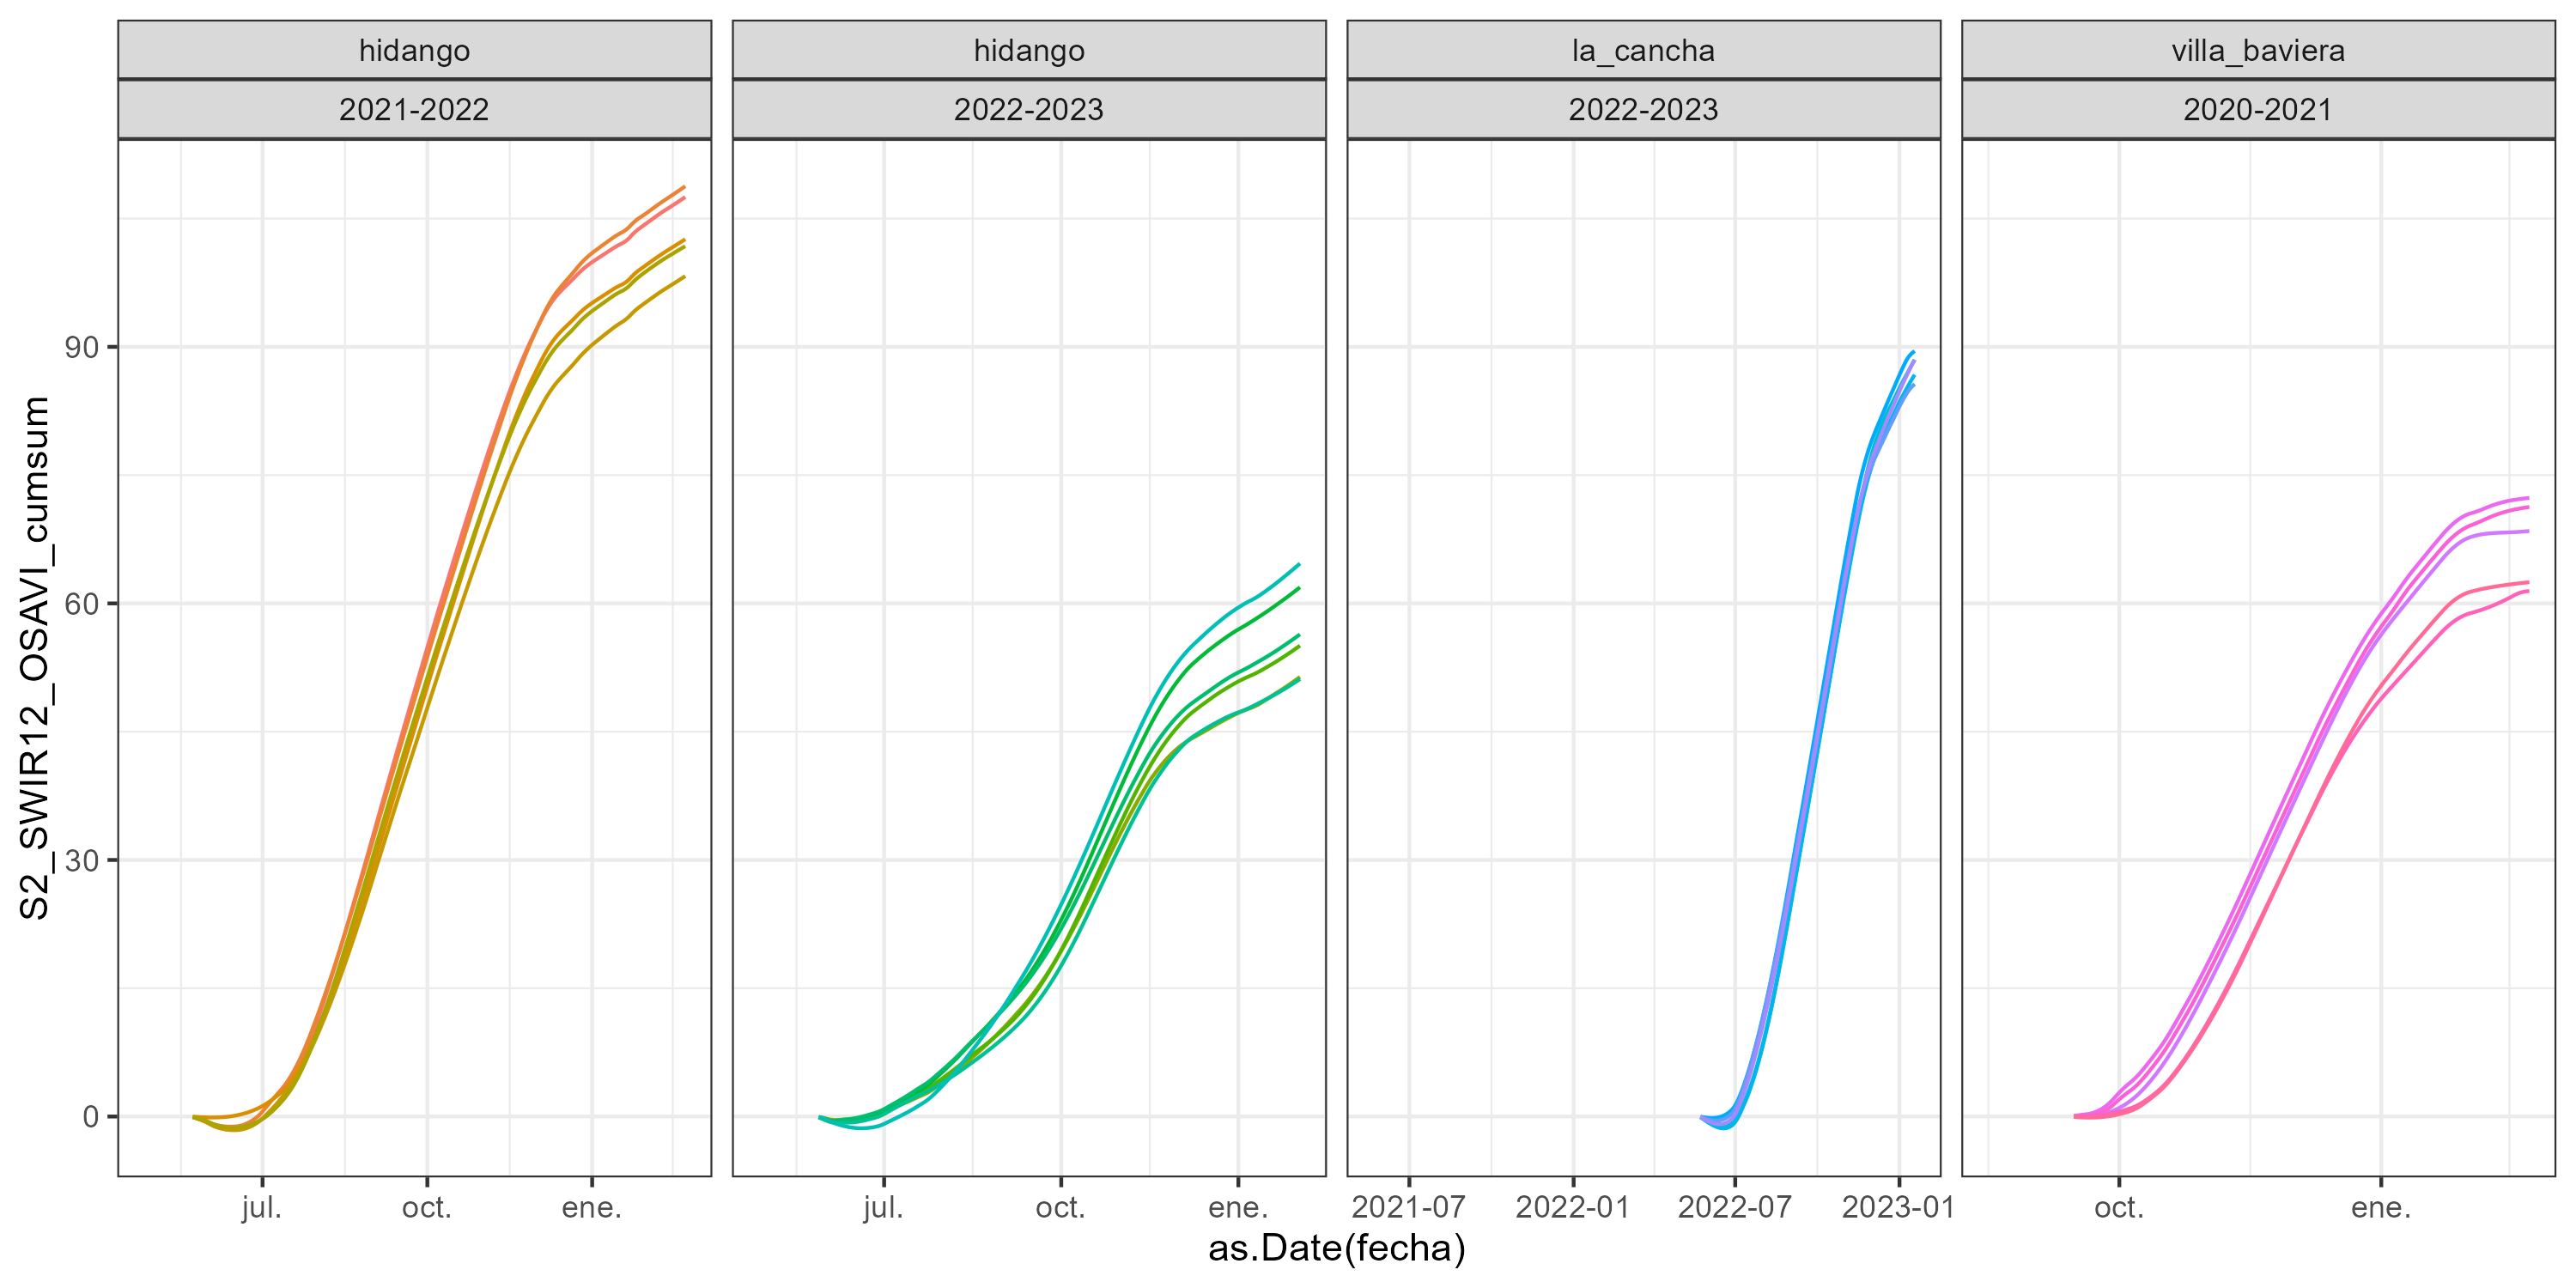 hidango hidango la_cancha villa_baviera
2021-2022 2022-2023 2022-2023 2020-2021
S2_SWIR12_OSAVI_cumsum
90
60
30
0
jul. oct. ene. jul. oct. ene. 2021-07 2022-01 2022-07 2023-01 oct. ene.
as.Date(fecha)